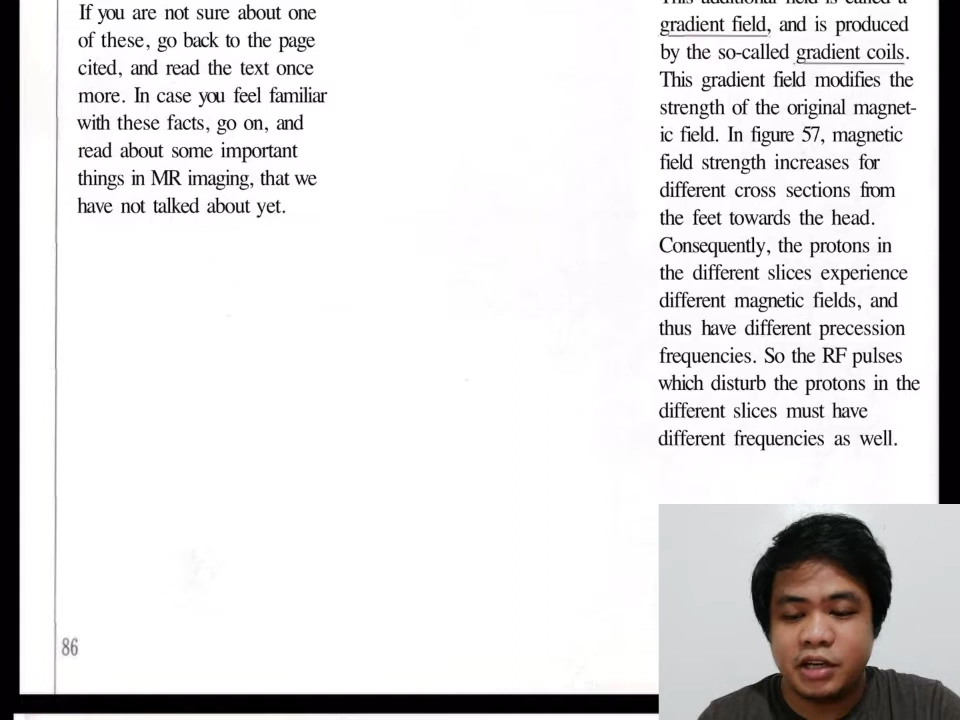 If you are not sure about one
of these, go back to the page
cited, and read the text once
more. In case you feel familiar
with these facts, go on, and
read about some important
things in MR imaging, that we
have not talked about yet.
86
This additional field is called a
gradient field, and is produced
by the so-called gradient coils.
This gradient field modifies the
strength of the original magnet-
ic field. In figure 57, magnetic
field strength increases for
different cross sections from
the feet towards the head.
Consequently, the protons in
the different slices experience
different magnetic fields, and
thus have different precession
frequencies. So the RF pulses
which disturb the protons in the
different slices must have
different frequencies as well.